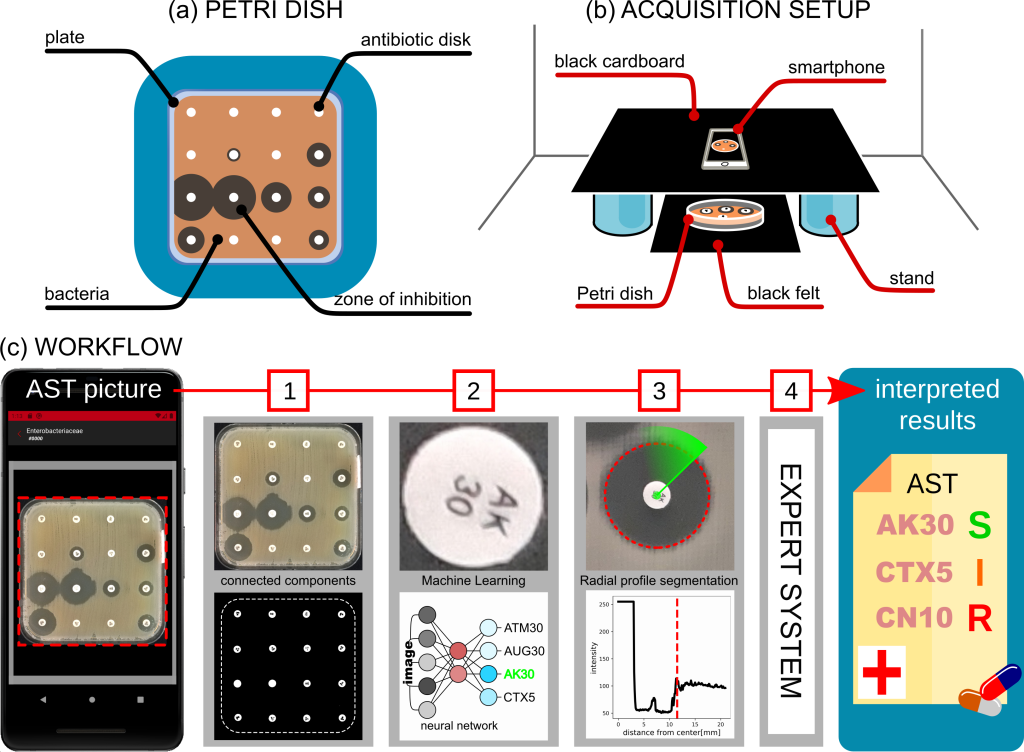 (a) PETRI DISH
plate
antibiotic disk
bacteria
zone of inhibition
(b) ACQUISITION SETUP
black cardboard
smartphone
Petri dish
black felt
stand
(c) WORKFLOW
AST picture
Enterobacteriaceae
#0000
1
2
3
4
connected components
AK
30
Machine Learning
image
ATM30
AUG30
AK30
CTX5
neural network
AK
30
Radial profile segmentation
intensity
250
200
150
100
50
0
5
10
15
20
distance from center[mm]
EXPERT SYSTEM
interpreted
results
AST
AK30 S
CTX5 I
CN10 R